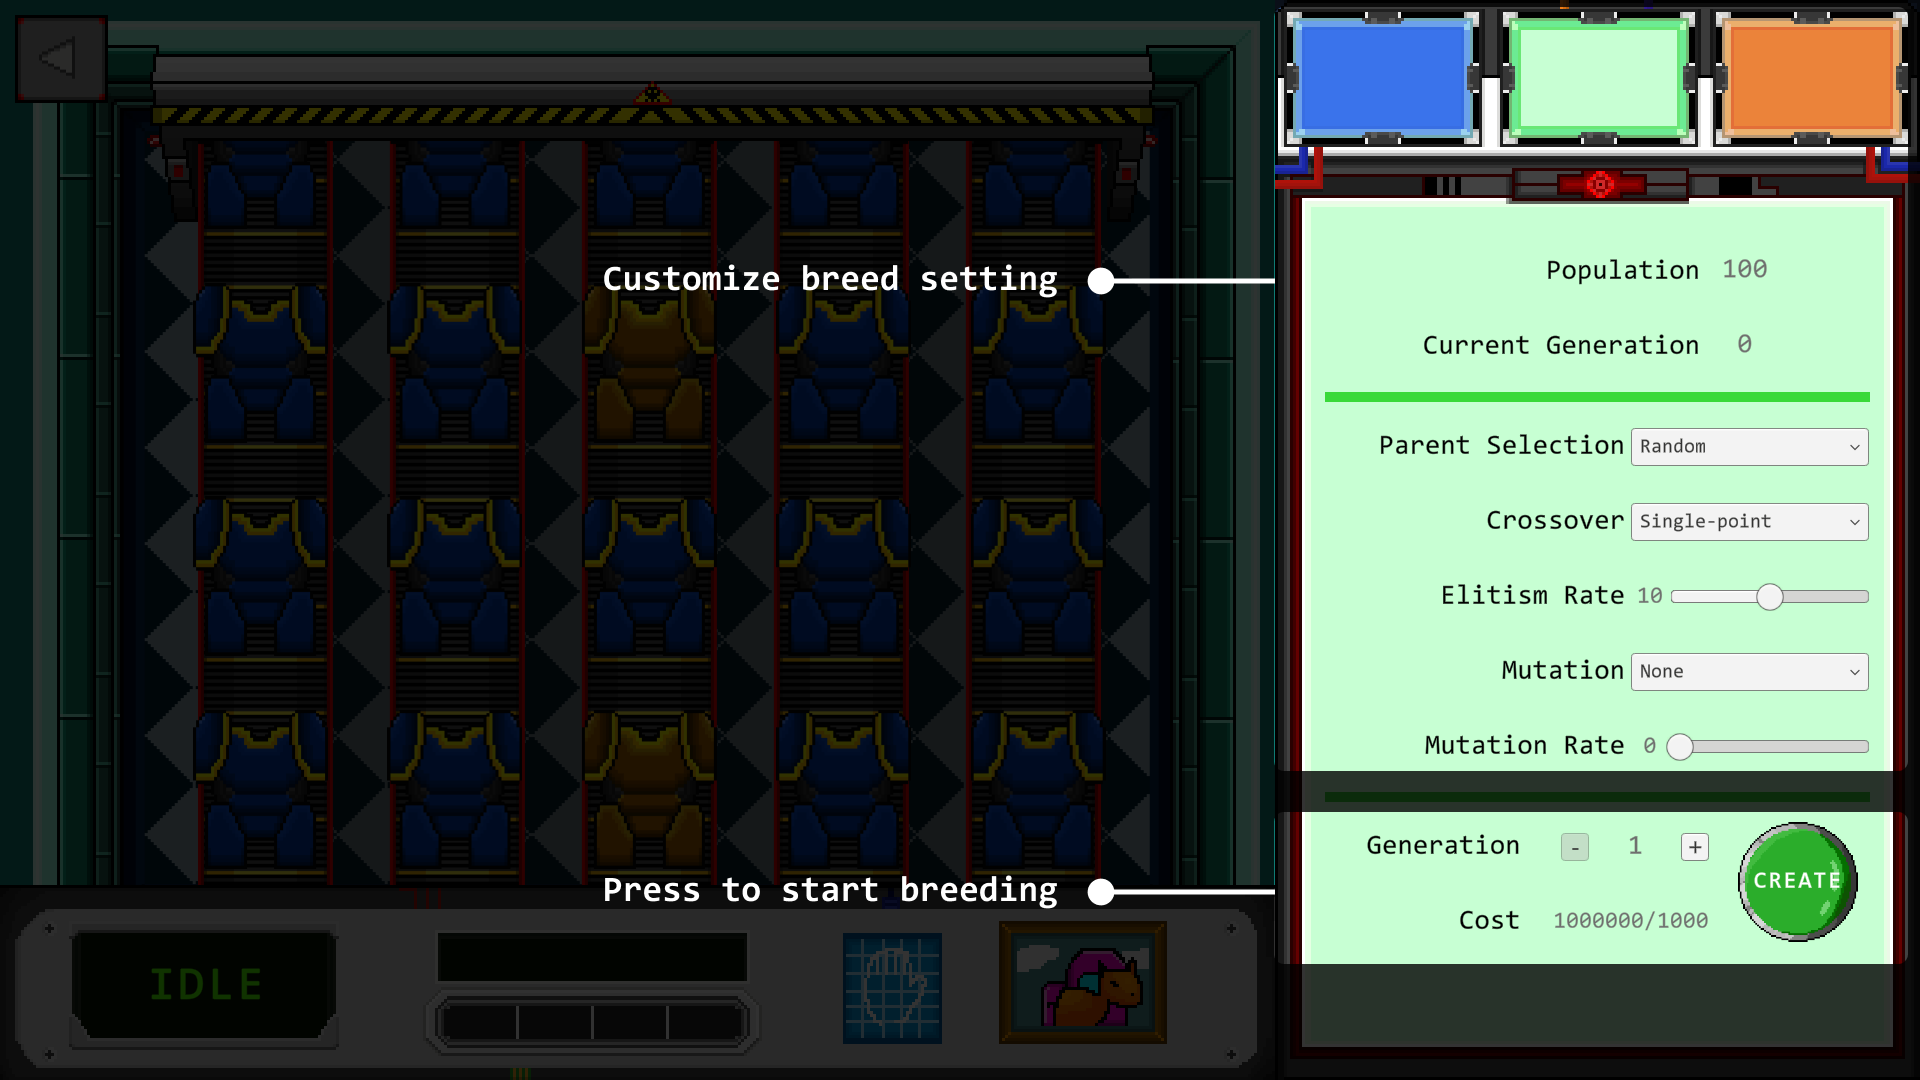 Customize breed setting
Population 100
Current Generation 0
Parent Selection Random
Crossover Single-point
Elitism Rate 10
Mutation None
Mutation Rate 0
Press to start breeding
Generation - 1 +
CREATE
Cost 1000000/1000
IDLE